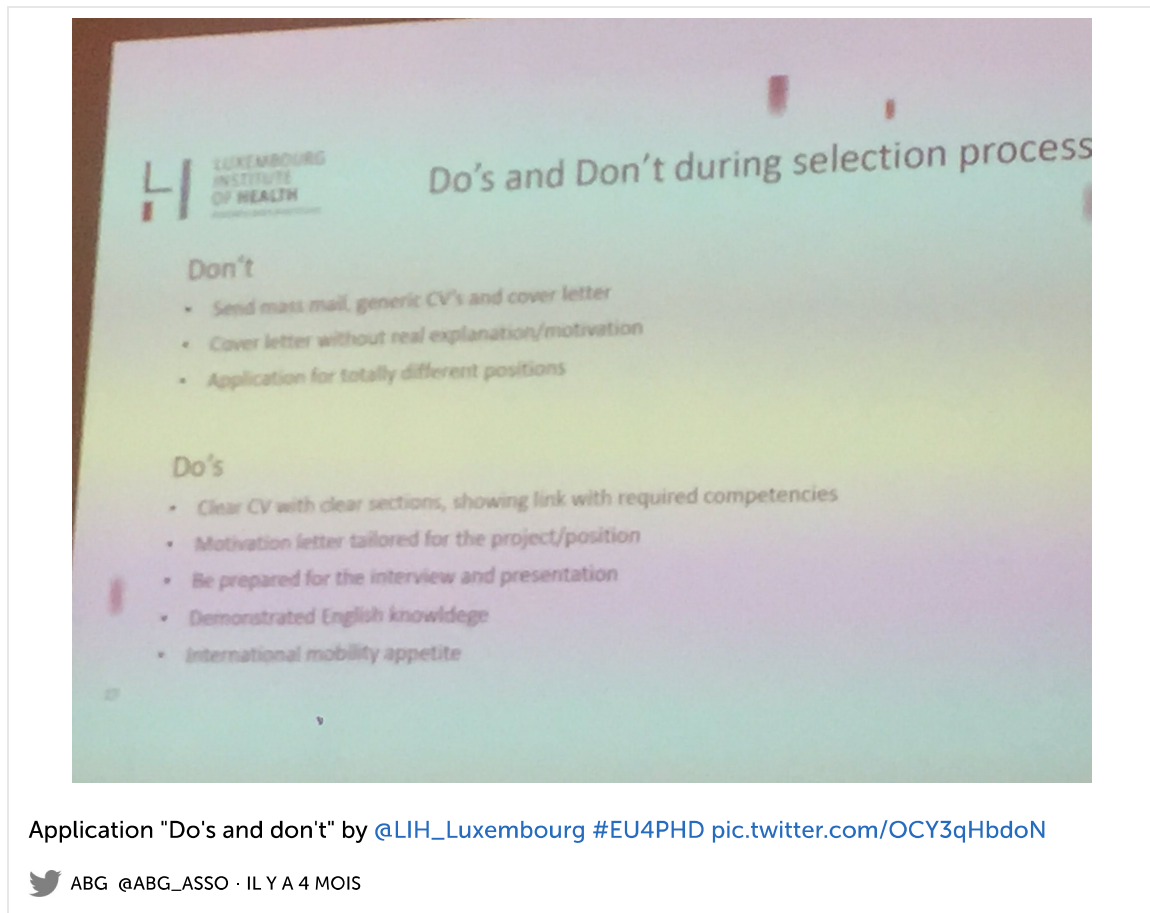 LUXEMBOURG
INSTITUTE
OF HEALTH
Do's and Don't during selection process
Don't
• Send mass mail, generic CV's and cover letter
• Cover letter without real explanation/motivation
• Application for totally different positions
Do's
• Clear CV with clear sections, showing link with required competencies
• Motivation letter tailored for the project/position
• Be prepared for the interview and presentation
• Demonstrated English knowldege
• International mobility appetite
Application "Do's and don't" by @LIH_Luxembourg #EU4PHD pic.twitter.com/OCY3qHbdoN
ABG @ABG_ASSO · IL Y A 4 MOIS